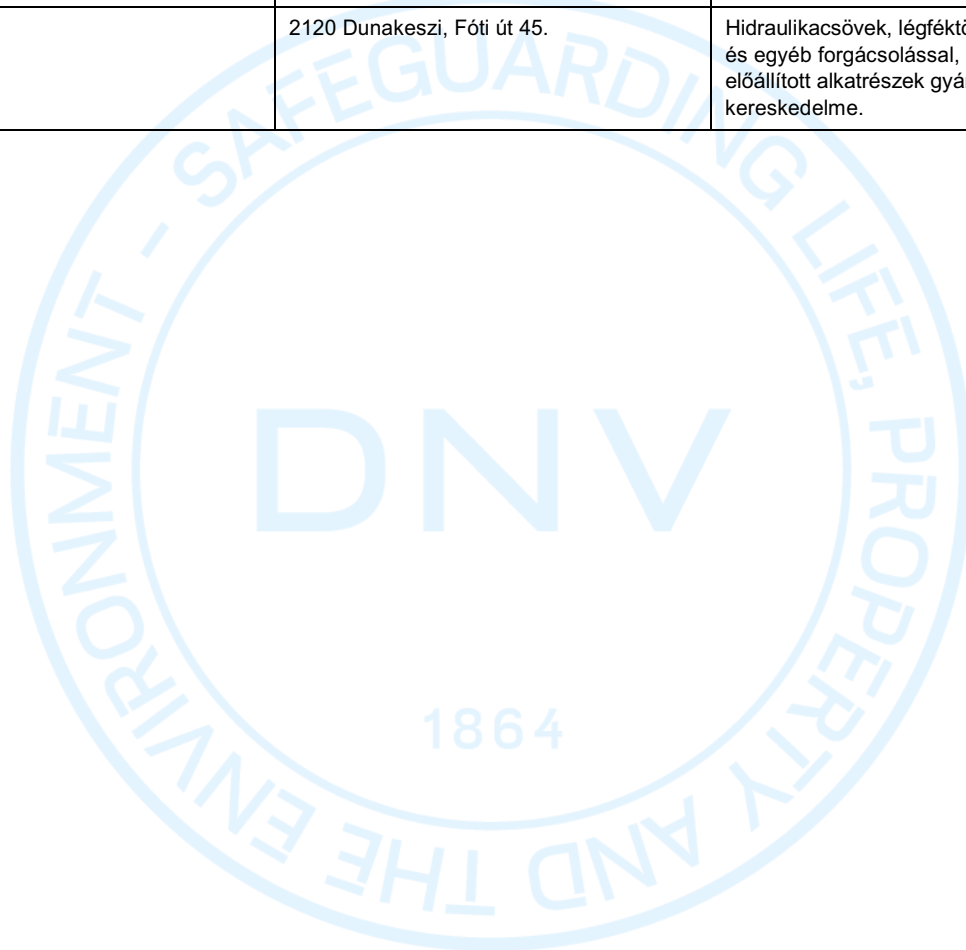 2120 Dunakeszi, Fóti út 45.
Hidraulikacsövek,
és egyéb forgácsolással,
előállított alkatrészek
kereskedelme.
SAFEGUARDING LIFE, PROPERTY AND THE ENVIRONMENT -
DNV
1864